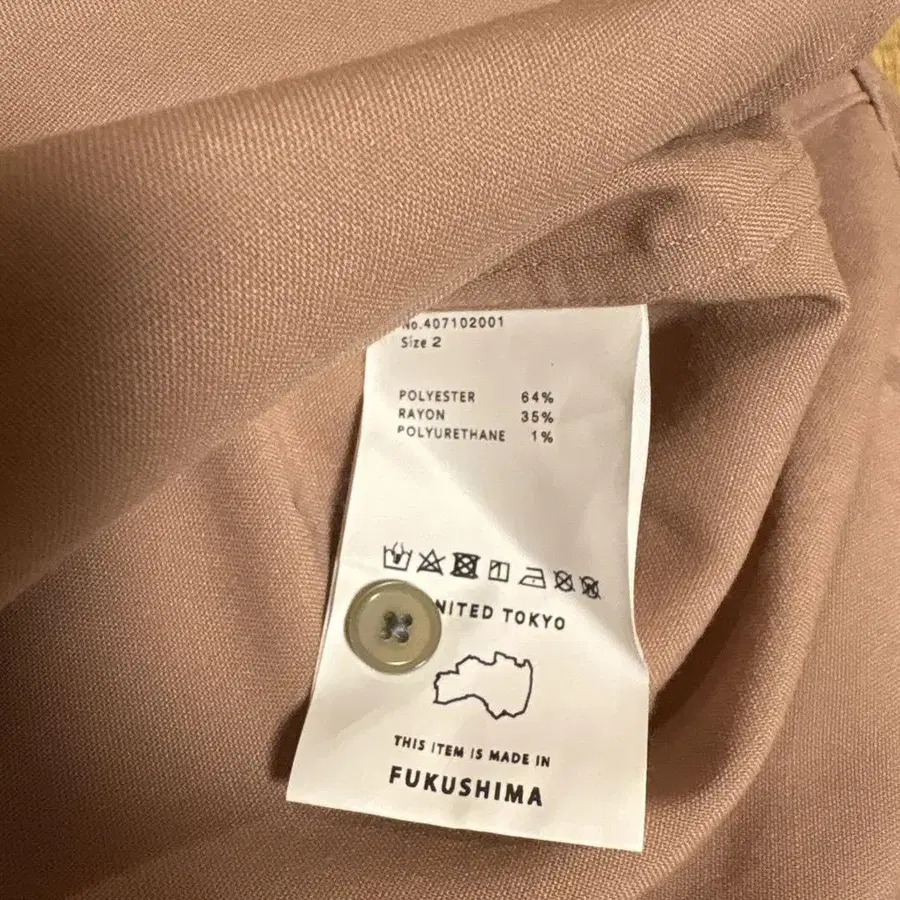 No.407102001
Size 2
POLYESTER 64%
RAYON 35%
POLYURETHANE 1%
NITED TOKYO
THIS ITEM IS MADE IN
FUKUSHIMA